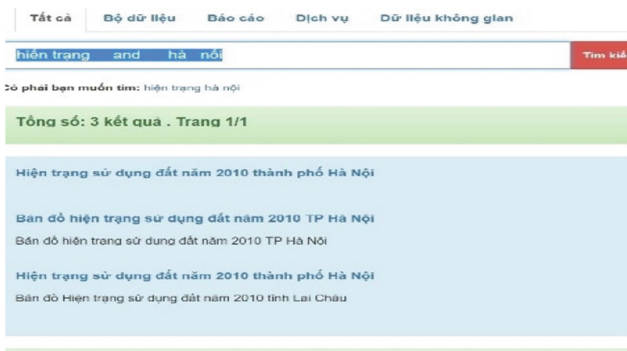 Tất cả Bộ dữ liệu Báo cáo Dịch vụ Dữ liệu không gian
hiện trạng and hà nội Tìm kiế
Có phải bạn muốn tìm: hiện trạng hà nội
Tổng số: 3 kết quả . Trang 1/1
Hiện trạng sử dụng đất năm 2010 thành phố Hà Nội
Bản đồ hiện trạng sử dụng đất năm 2010 TP Hà Nội
Bản đồ hiện trạng sử dụng đất năm 2010 TP Hà Nội
Hiện trạng sử dụng đất năm 2010 thành phố Hà Nội
Bản đồ Hiện trạng sử dụng đất năm 2010 tỉnh Lai Châu